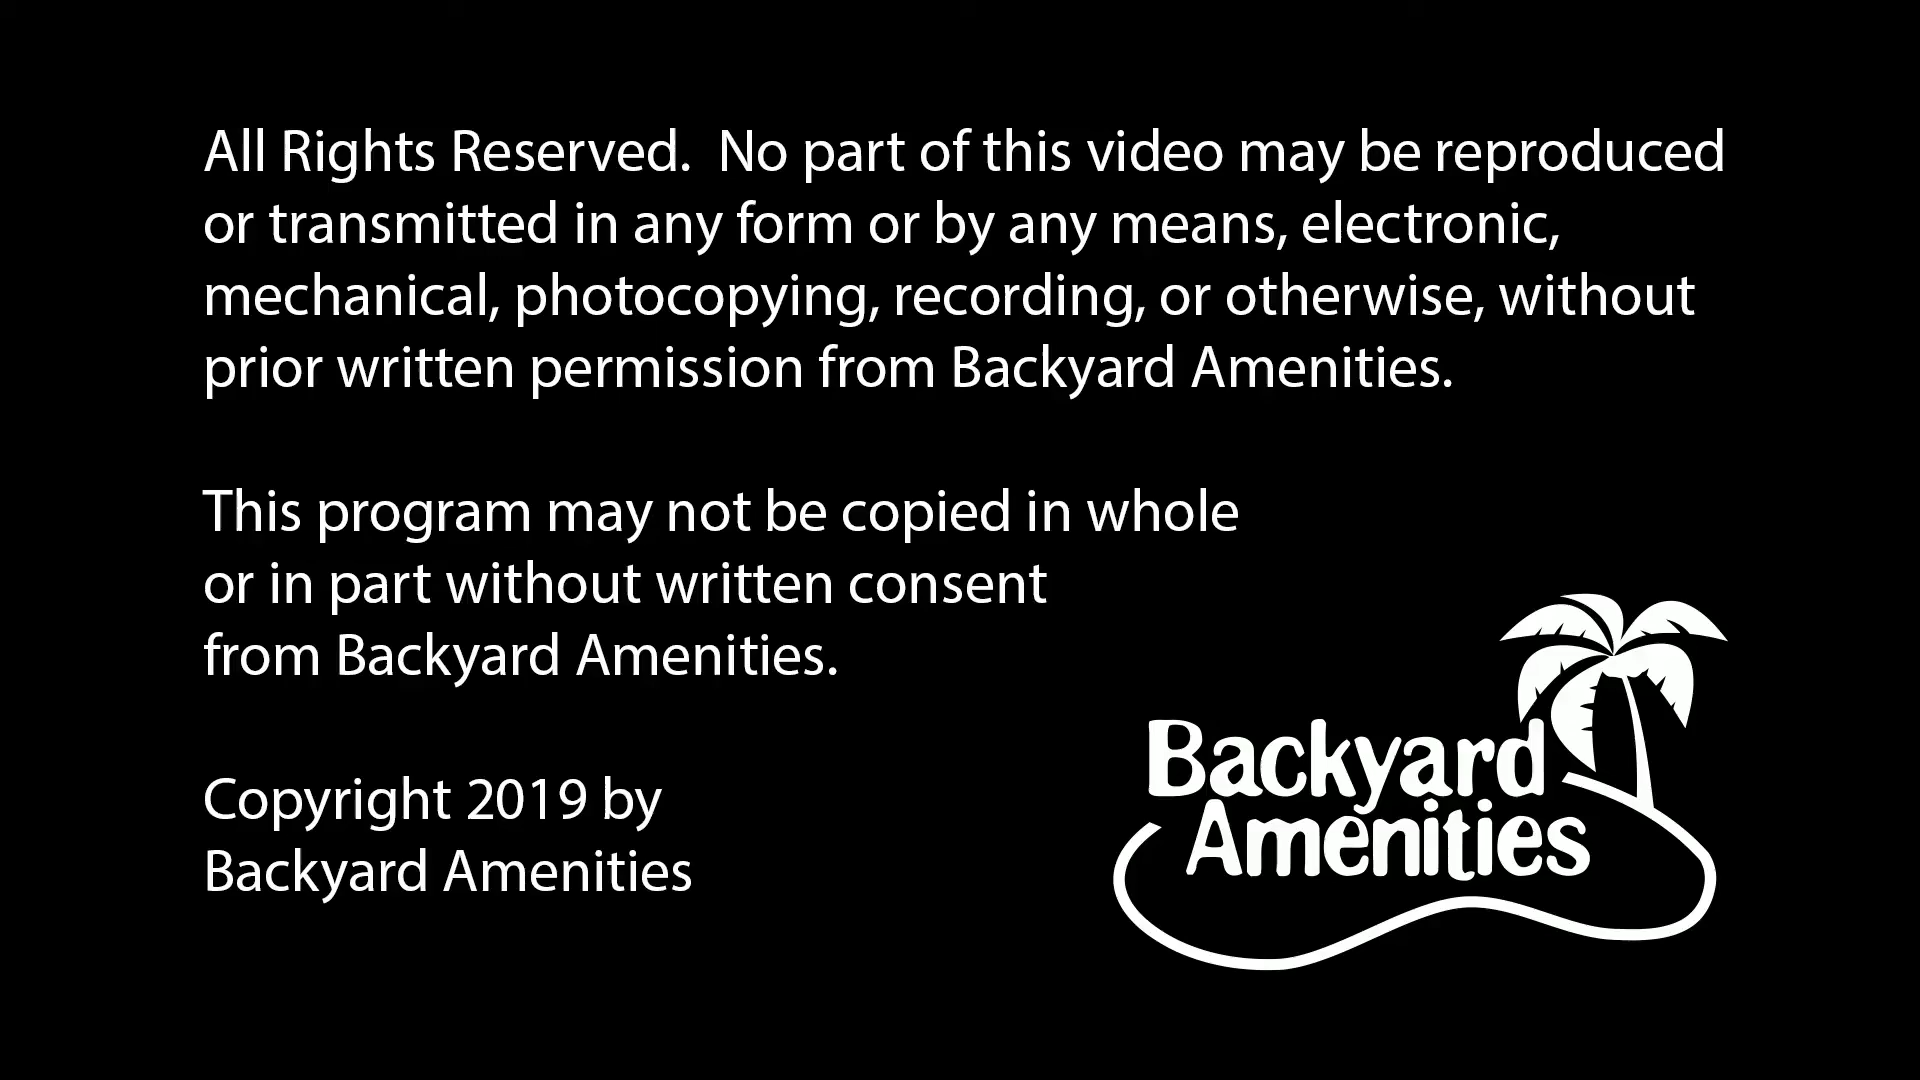 All Rights Reserved.  No part of this video may be reproduced
or transmitted in any form or by any means, electronic,
mechanical, photocopying, recording, or otherwise, without
prior written permission from Backyard Amenities.
This program may not be copied in whole
or in part without written consent
from Backyard Amenities.
Copyright 2019 by
Backyard Amenities
Backyard
Amenities